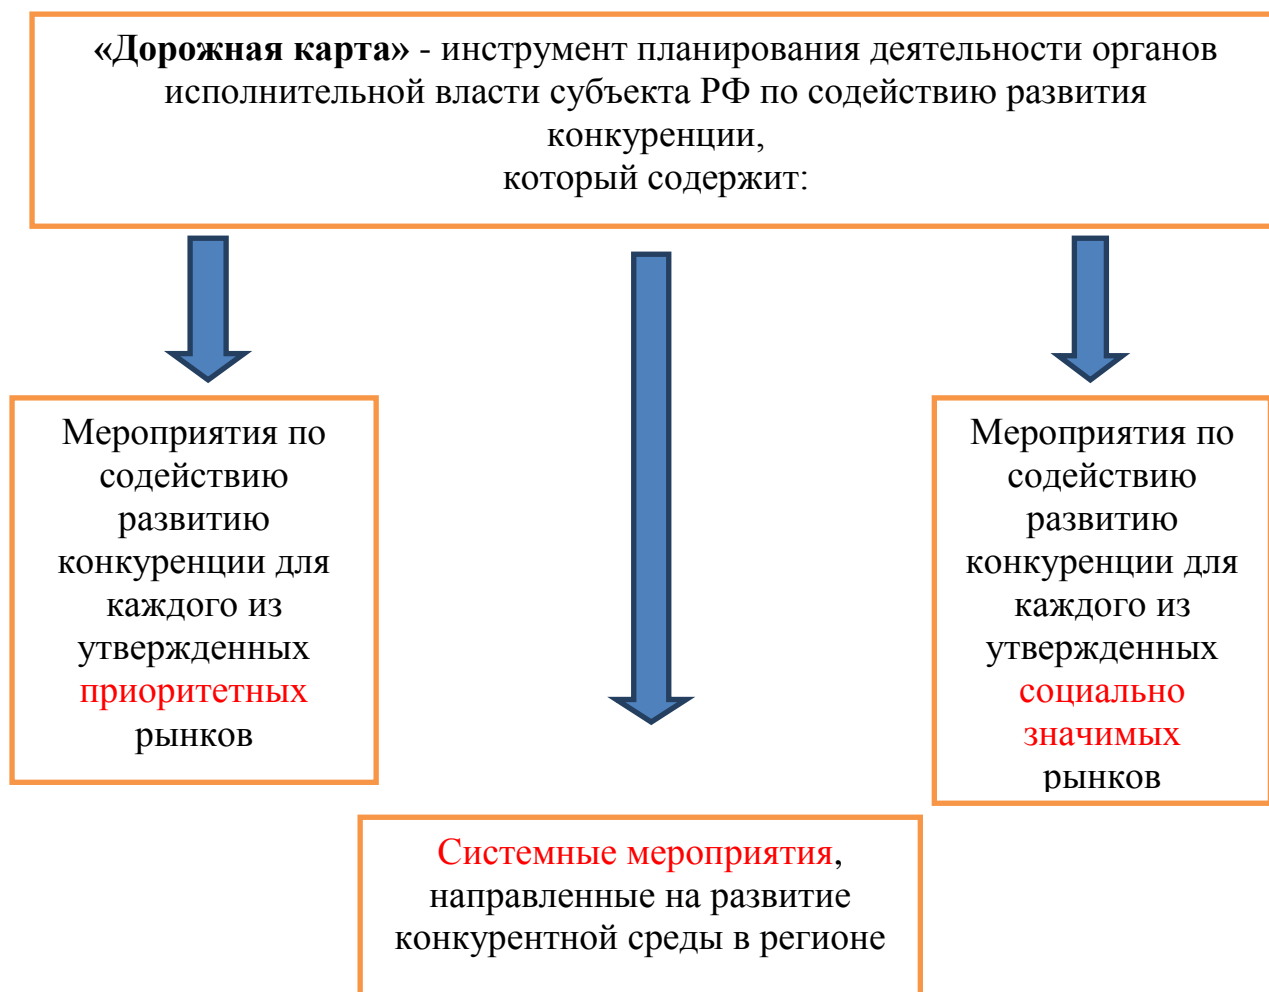 «Дорожная карта» - инструмент планирования деятельности органов
исполнительной власти субъекта РФ по содействию развития
конкуренции,
который содержит:
Мероприятия по
содействию
развитию
конкуренции для
каждого из
утвержденных
приоритетных
рынков
Мероприятия по
содействию
развитию
конкуренции для
каждого из
утвержденных
социально
значимых
рынков
Системные мероприятия,
направленные на развитие
конкурентной среды в регионе